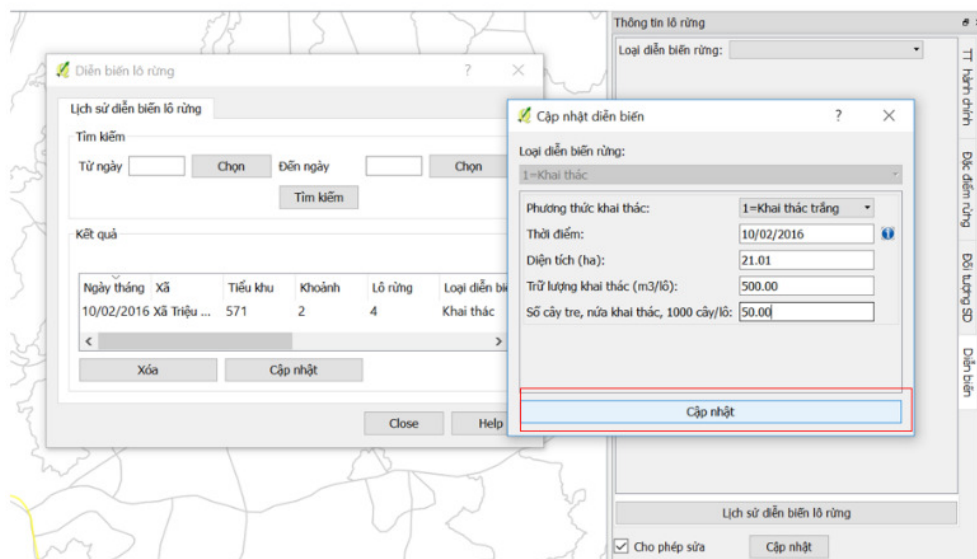 Thông tin lô rừng
Loại diễn biến rừng:
Diễn biến lô rừng
Lịch sử diễn biến lô rừng
Tìm kiếm
Từ ngày Chọn Đến ngày Chọn
Tìm kiếm
Kết quả
Ngày tháng Xã Tiểu khu Khoảnh Lô rừng Loại diễn bi
10/02/2016 Xã Triệu ... 571 2 4 Khai thác
Xóa Cập nhật
Close Help
Cập nhật diễn biến
Loại diễn biến rừng:
1=Khai thác
Phương thức khai thác: 1=Khai thác trắng
Thời điểm: 10/02/2016
Diện tích (ha): 21.01
Trữ lượng khai thác (m3/lô): 500.00
Số cây tre, nứa khai thác, 1000 cây/lô: 50.00
Cập nhật
TT hành chính
Đặc điểm rừng
Đối tượng SD
Diễn biến
Lịch sử diễn biến lô rừng
Cho phép sửa Cập nhật